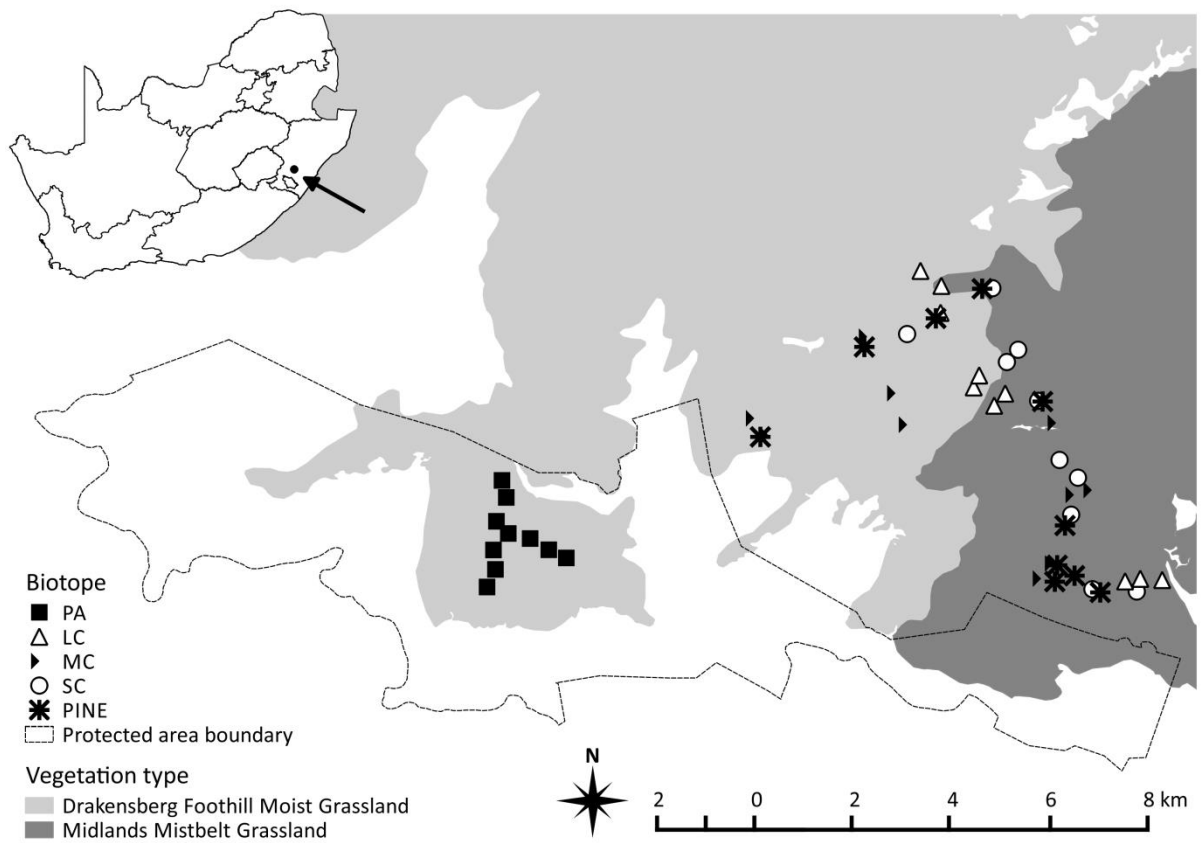 Biotope
PA
LC
MC
SC
PINE
Protected area boundary
Vegetation type
Drakensberg Foothill Moist Grassland
Midlands Mistbelt Grassland
N
2 0 2 4 6 8 km